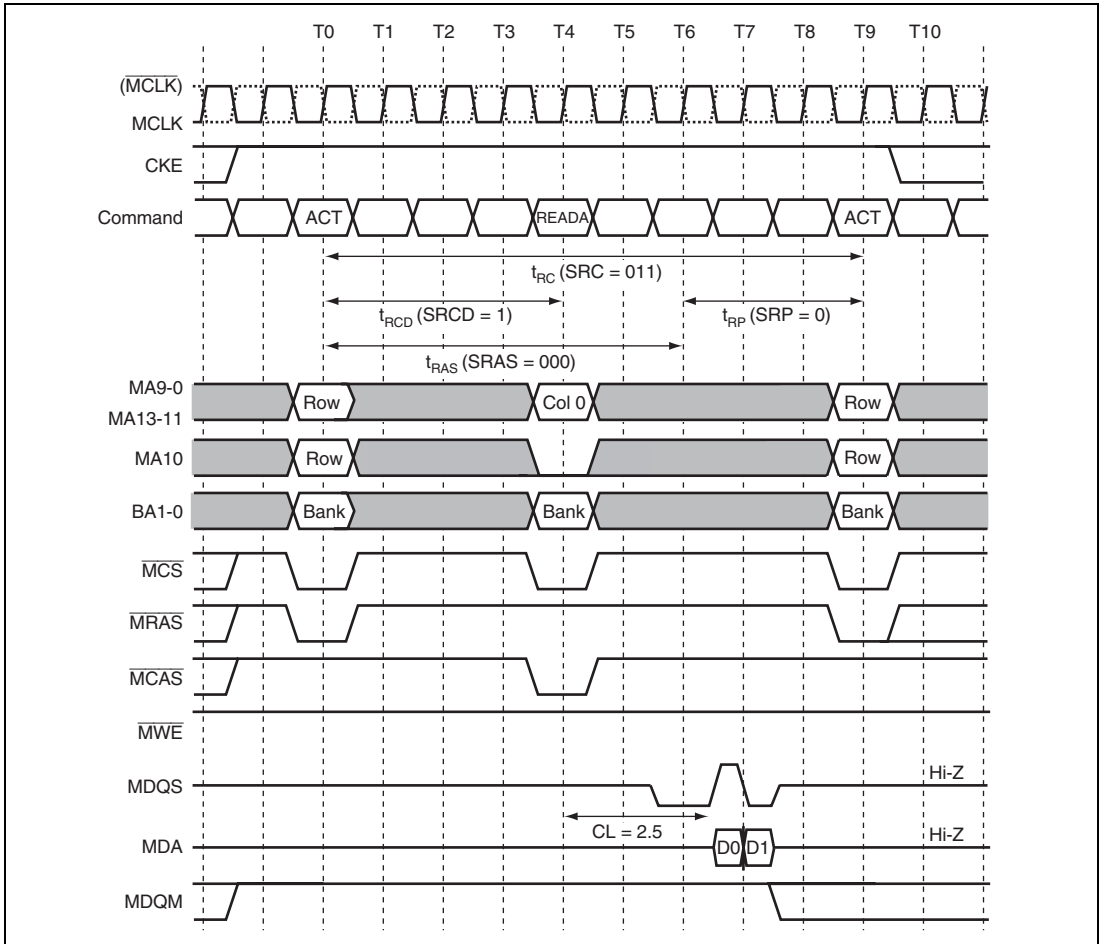 T0 T1 T2 T3 T4 T5 T6 T7 T8 T9 T10
(MCLK)
MCLK
CKE
Command ACT READA ACT
tRC (SRC = 011)
tRCD (SRCD = 1) tRP (SRP = 0)
tRAS (SRAS = 000)
MA9-0
MA13-11
Row Col 0 Row
MA10 Row Row
BA1-0 Bank Bank Bank
MCS
MRAS
MCAS
MWE
MDQS Hi-Z
CL = 2.5
MDA D0 D1 Hi-Z
MDQM